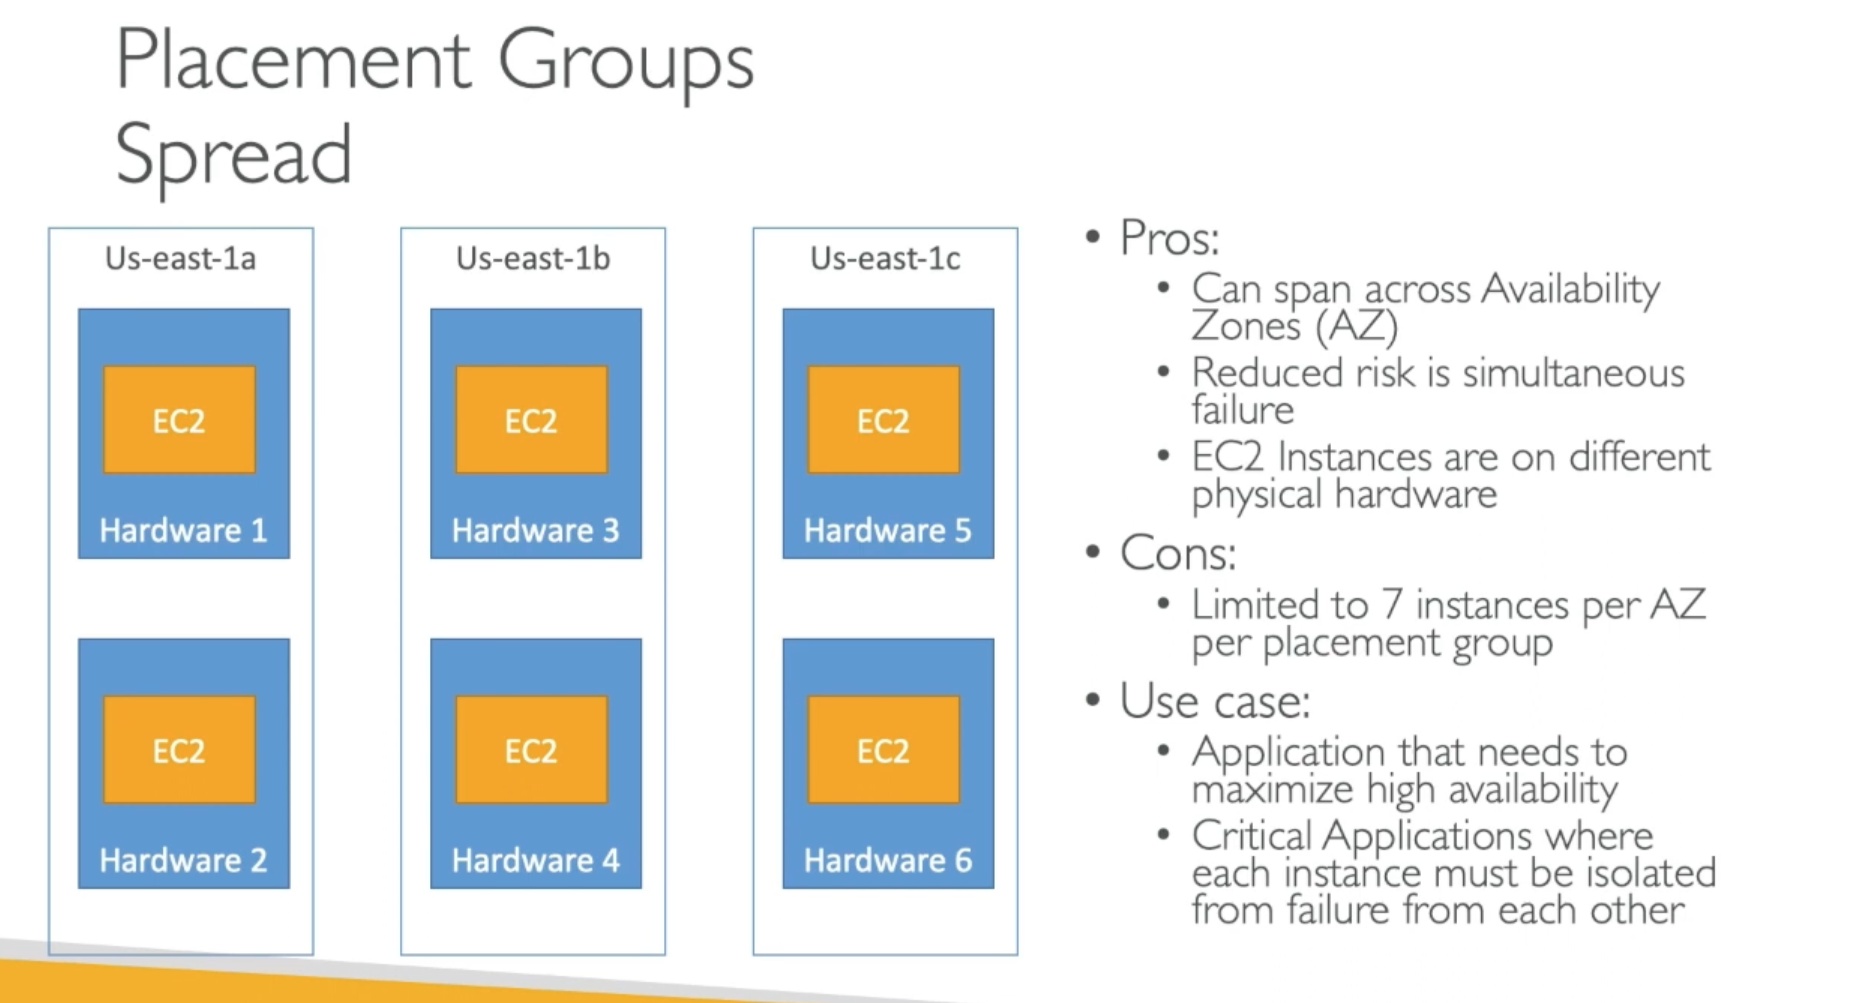 Placement Groups
Spread
Us-east-1a
EC2
Hardware 1
EC2
Hardware 2
Us-east-1b
EC2
Hardware 3
EC2
Hardware 4
Us-east-1c
EC2
Hardware 5
EC2
Hardware 6
• Pros:
• Can span across Availability
Zones (AZ)
• Reduced risk is simultaneous
failure
• EC2 Instances are on different
physical hardware
• Cons:
• Limited to 7 instances per AZ
per placement group
• Use case:
• Application that needs to
maximize high availability
• Critical Applications where
each instance must be isolated
from failure from each other